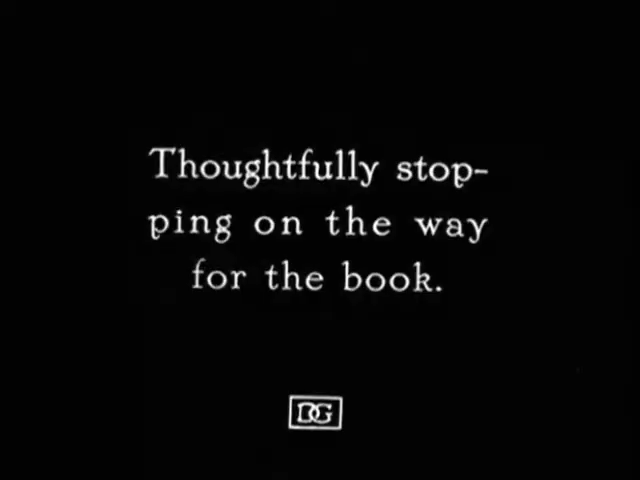 Thoughtfully stop-
ping on the way
for the book.
DG